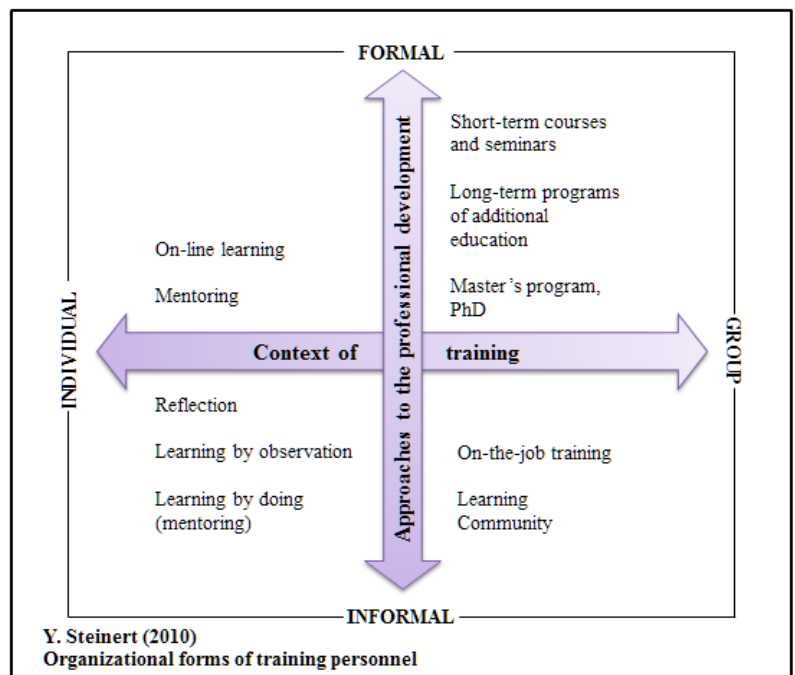 FORMAL
Short-term courses
and seminars
Long-term programs
of additional
education
Master's program,
PhD
On-line learning
Mentoring
INDIVIDUAL
Context of training
Approaches to the professional development
GROUP
Reflection
Learning by observation
Learning by doing
(mentoring)
On-the-job training
Learning
Community
INFORMAL
Y. Steinert (2010)
Organizational forms of training personnel